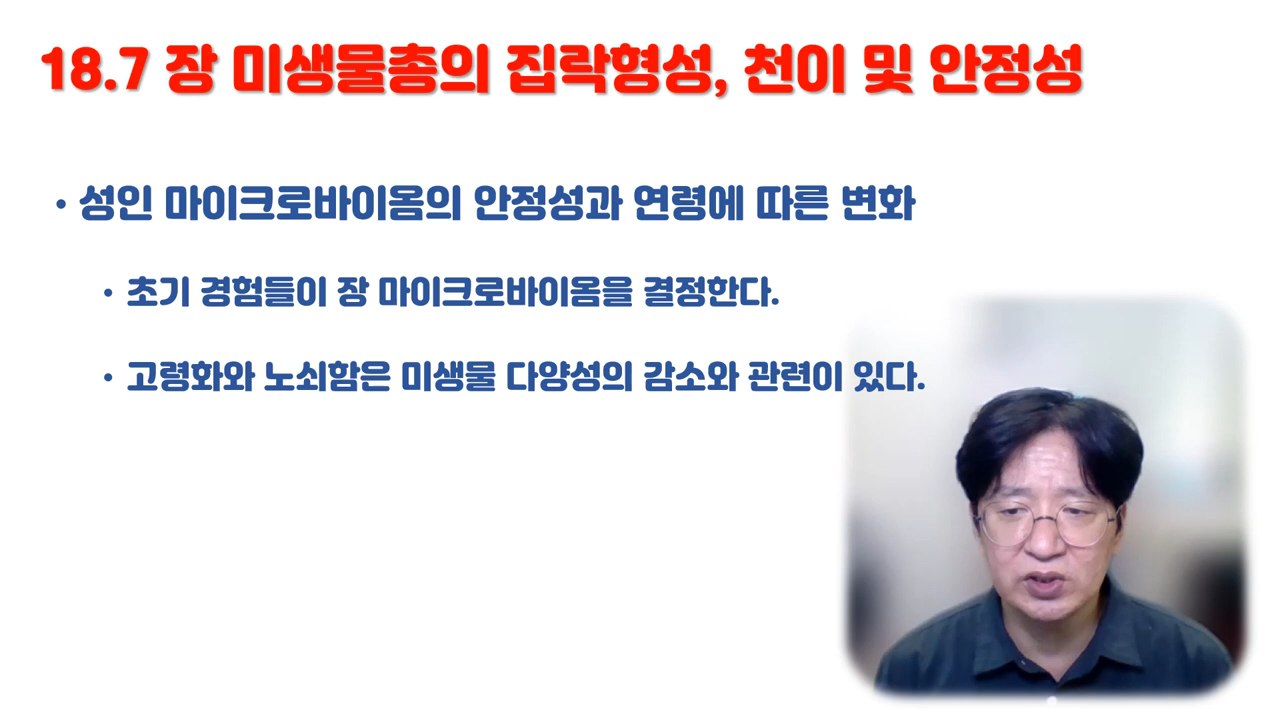 18.7 장 미생물총의 집락형성, 천이 및 안정성
• 성인 마이크로바이옴의 안정성과 연령에 따른 변화
• 초기 경험들이 장 마이크로바이옴을 결정한다.
• 고령화와 노쇠함은 미생물 다양성의 감소와 관련이 있다.